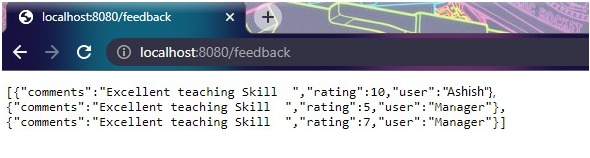 localhost:8080/feedback
localhost:8080/feedback
[{"comments":"Excellent teaching Skill  ","rating":10,"user":"Ashish"},
{"comments":"Excellent teaching Skill  ","rating":5,"user":"Manager"},
{"comments":"Excellent teaching Skill  ","rating":7,"user":"Manager"}]